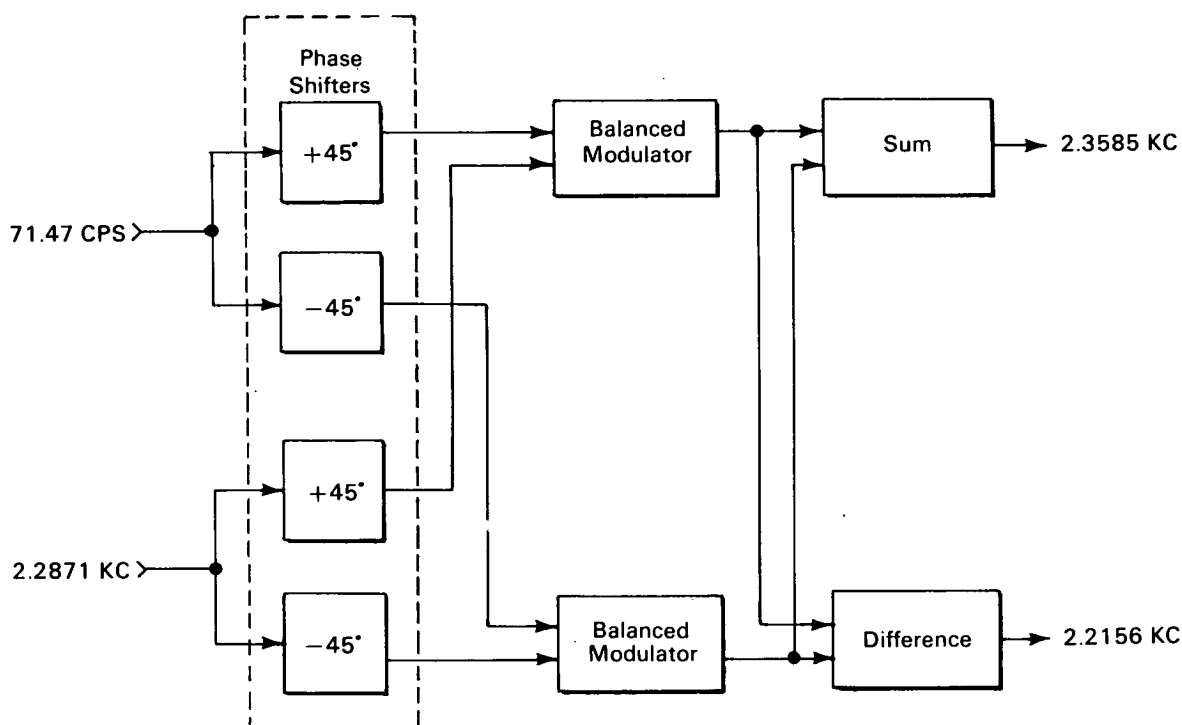 Phase
Shifters
+45°
Balanced
Modulator
Sum
2.3585 KC
71.47 CPS
−45°
+45°
2.2871 KC
−45°
Balanced
Modulator
Difference
2.2156 KC